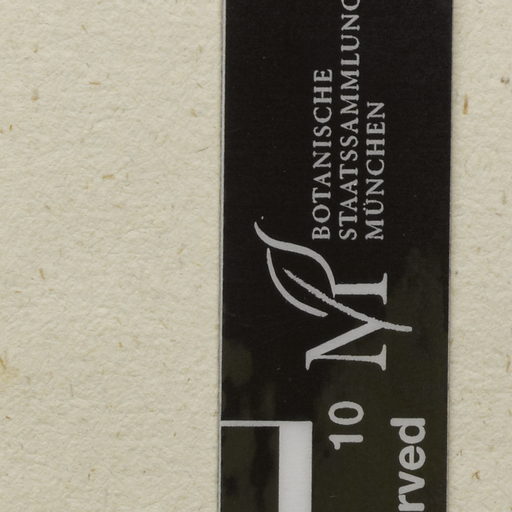 BOTANISCHE
STAATSSAMMLUNG
MÜNCHEN
10
rved